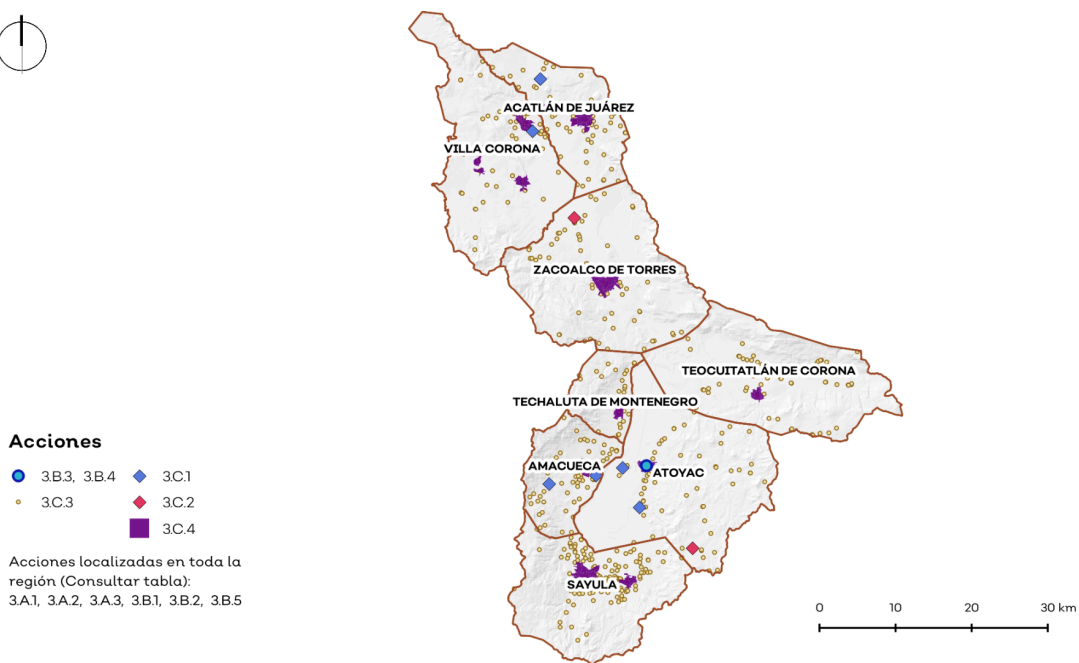 ACATLÁN DE JUÁREZ
VILLA CORONA
ZACOALCO DE TORRES
TEOCUITATLÁN DE CORONA
TECHALUTA DE MONTENEGRO
AMACUECA
ATOYAC
SAYULA
Acciones
3.B.3, 3.B.4
3.C.1
3.C.3
3.C.2
3.C.4
Acciones localizadas en toda la
región (Consultar tabla):
3.A.1, 3.A.2, 3.A.3, 3.B.1, 3.B.2, 3.B.5
0 10 20 30 km